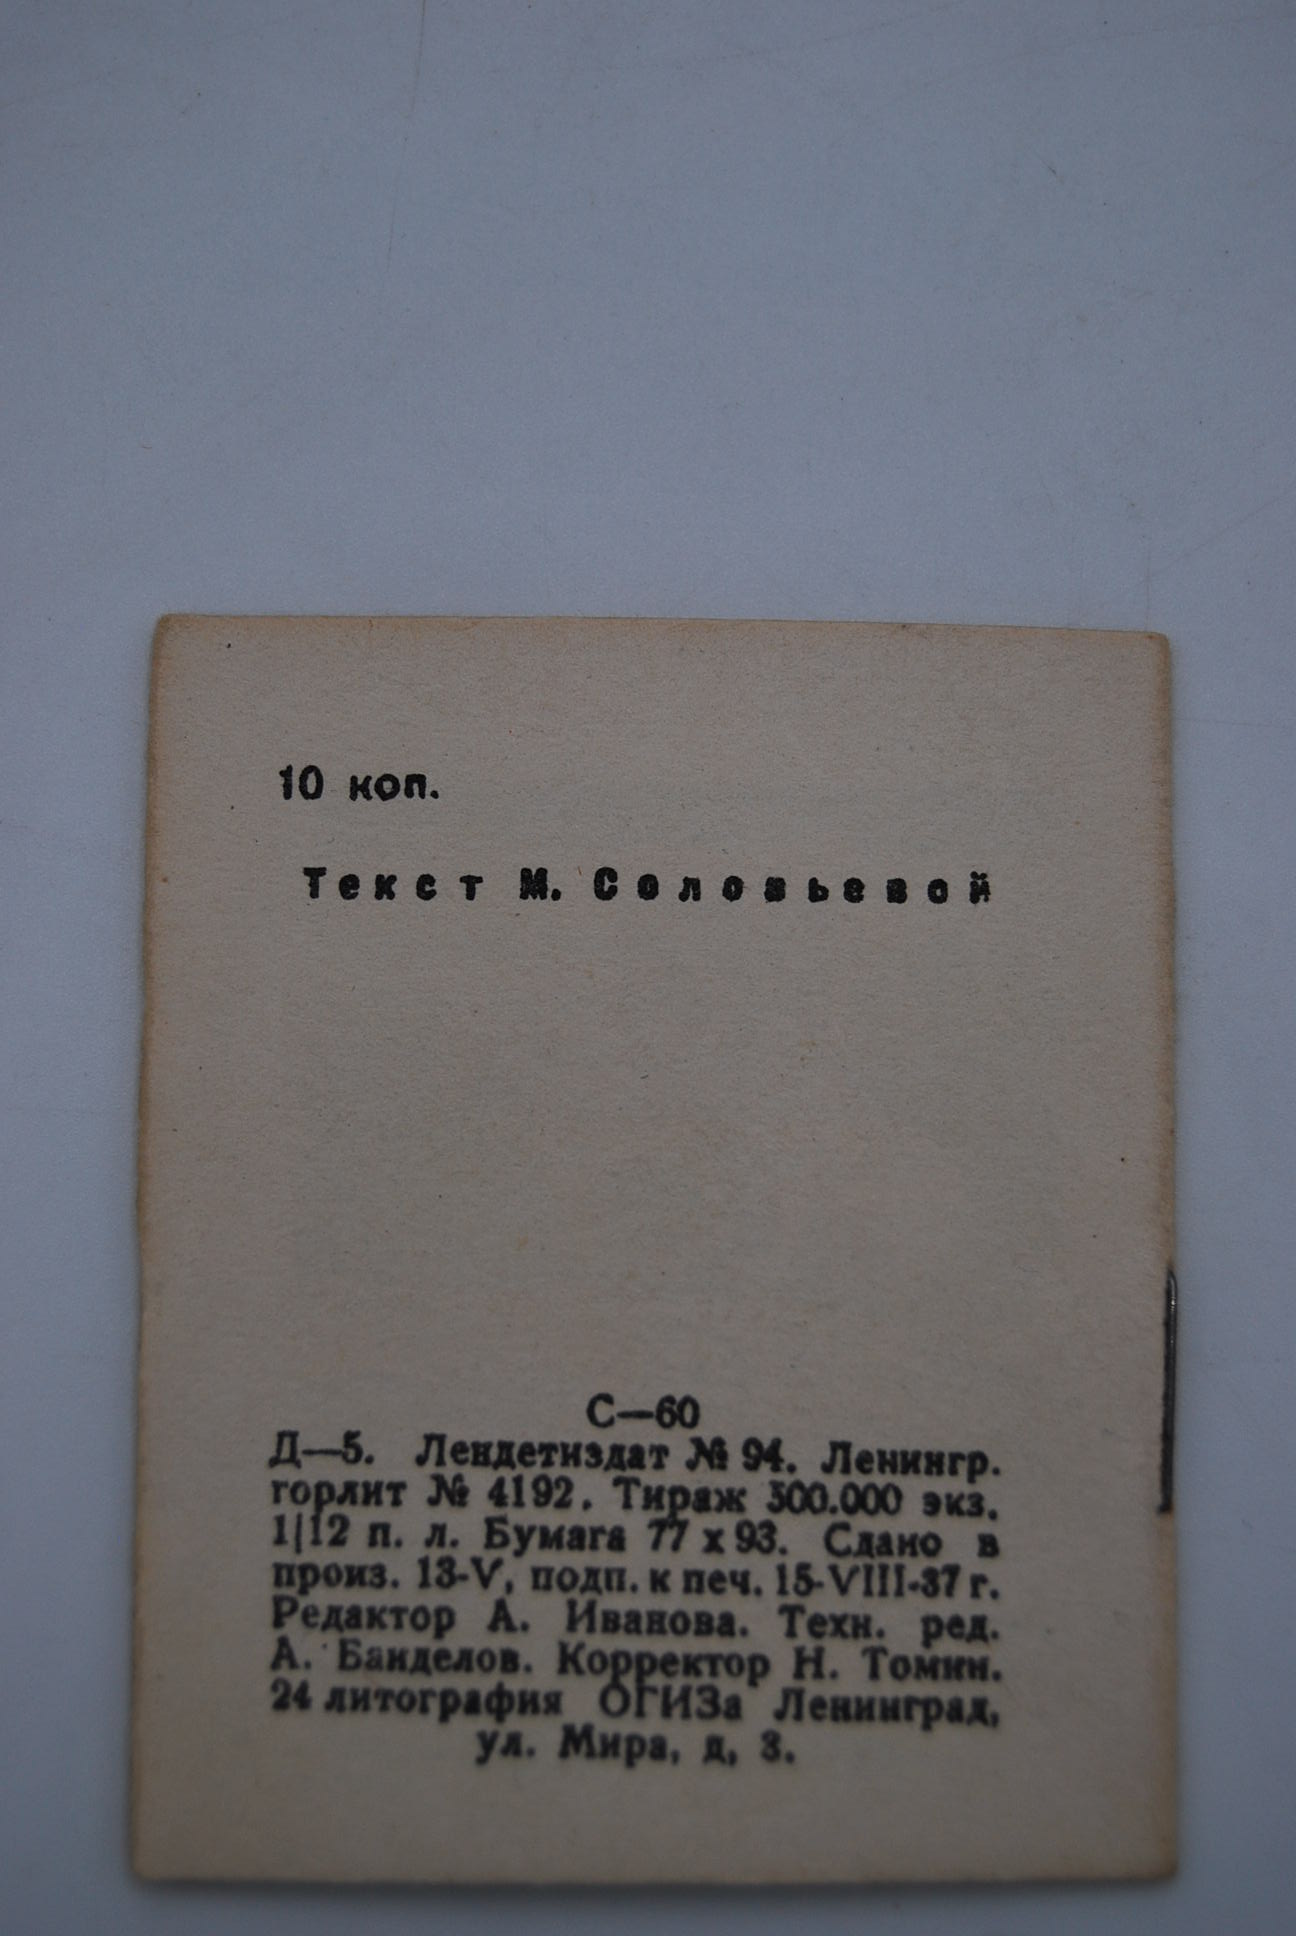 10 коп.
Текст М. Соловьевой
С—60
Д—5. Лендетиздат № 94. Ленингр.
горлит № 4192. Тираж 500.000 экз.
1|12 п. л. Бумага 77 х 93. Сдано в
произ. 13-V, подп. к печ. 15-VIII-37 г.
Редактор А. Иванова. Техн. ред.
А. Банделов. Корректор Н. Томин.
24 литография ОГИЗа Ленинград,
ул. Мира, д, 3.